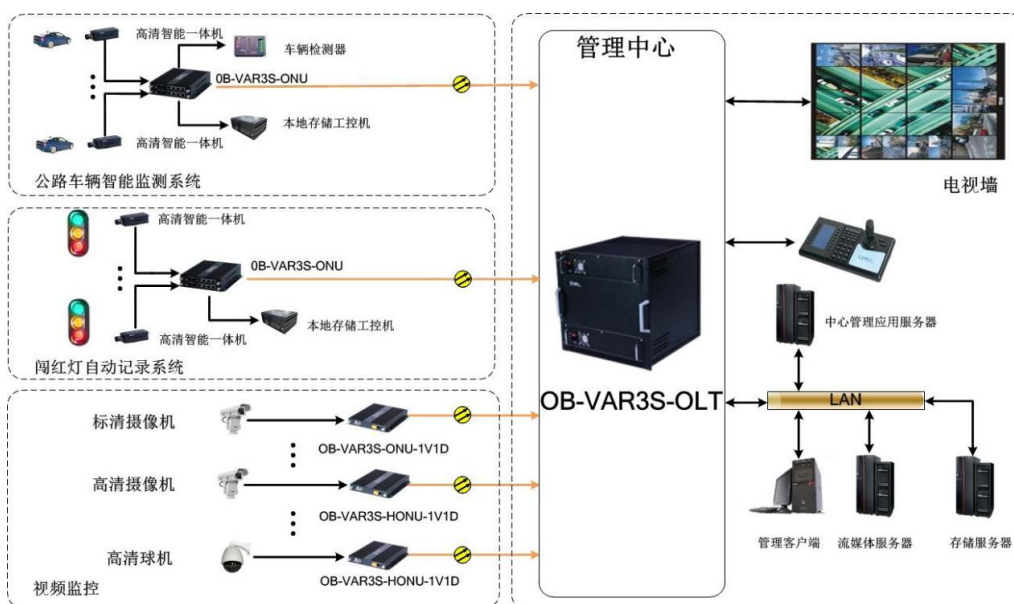 高清智能一体机
车辆检测器
0B-VAR3S-ONU
本地存储工控机
高清智能一体机
公路车辆智能监测系统
高清智能一体机
0B-VAR3S-ONU
本地存储工控机
高清智能一体机
闯红灯自动记录系统
标清摄像机
OB-VAR3S-ONU-1V1D
高清摄像机
OB-VAR3S-HONU-1V1D
高清球机
OB-VAR3S-HONU-1V1D
视频监控
管理中心
OB-VAR3S-OLT
电视墙
中心管理应用服务器
LAN
管理客户端
流媒体服务器
存储服务器